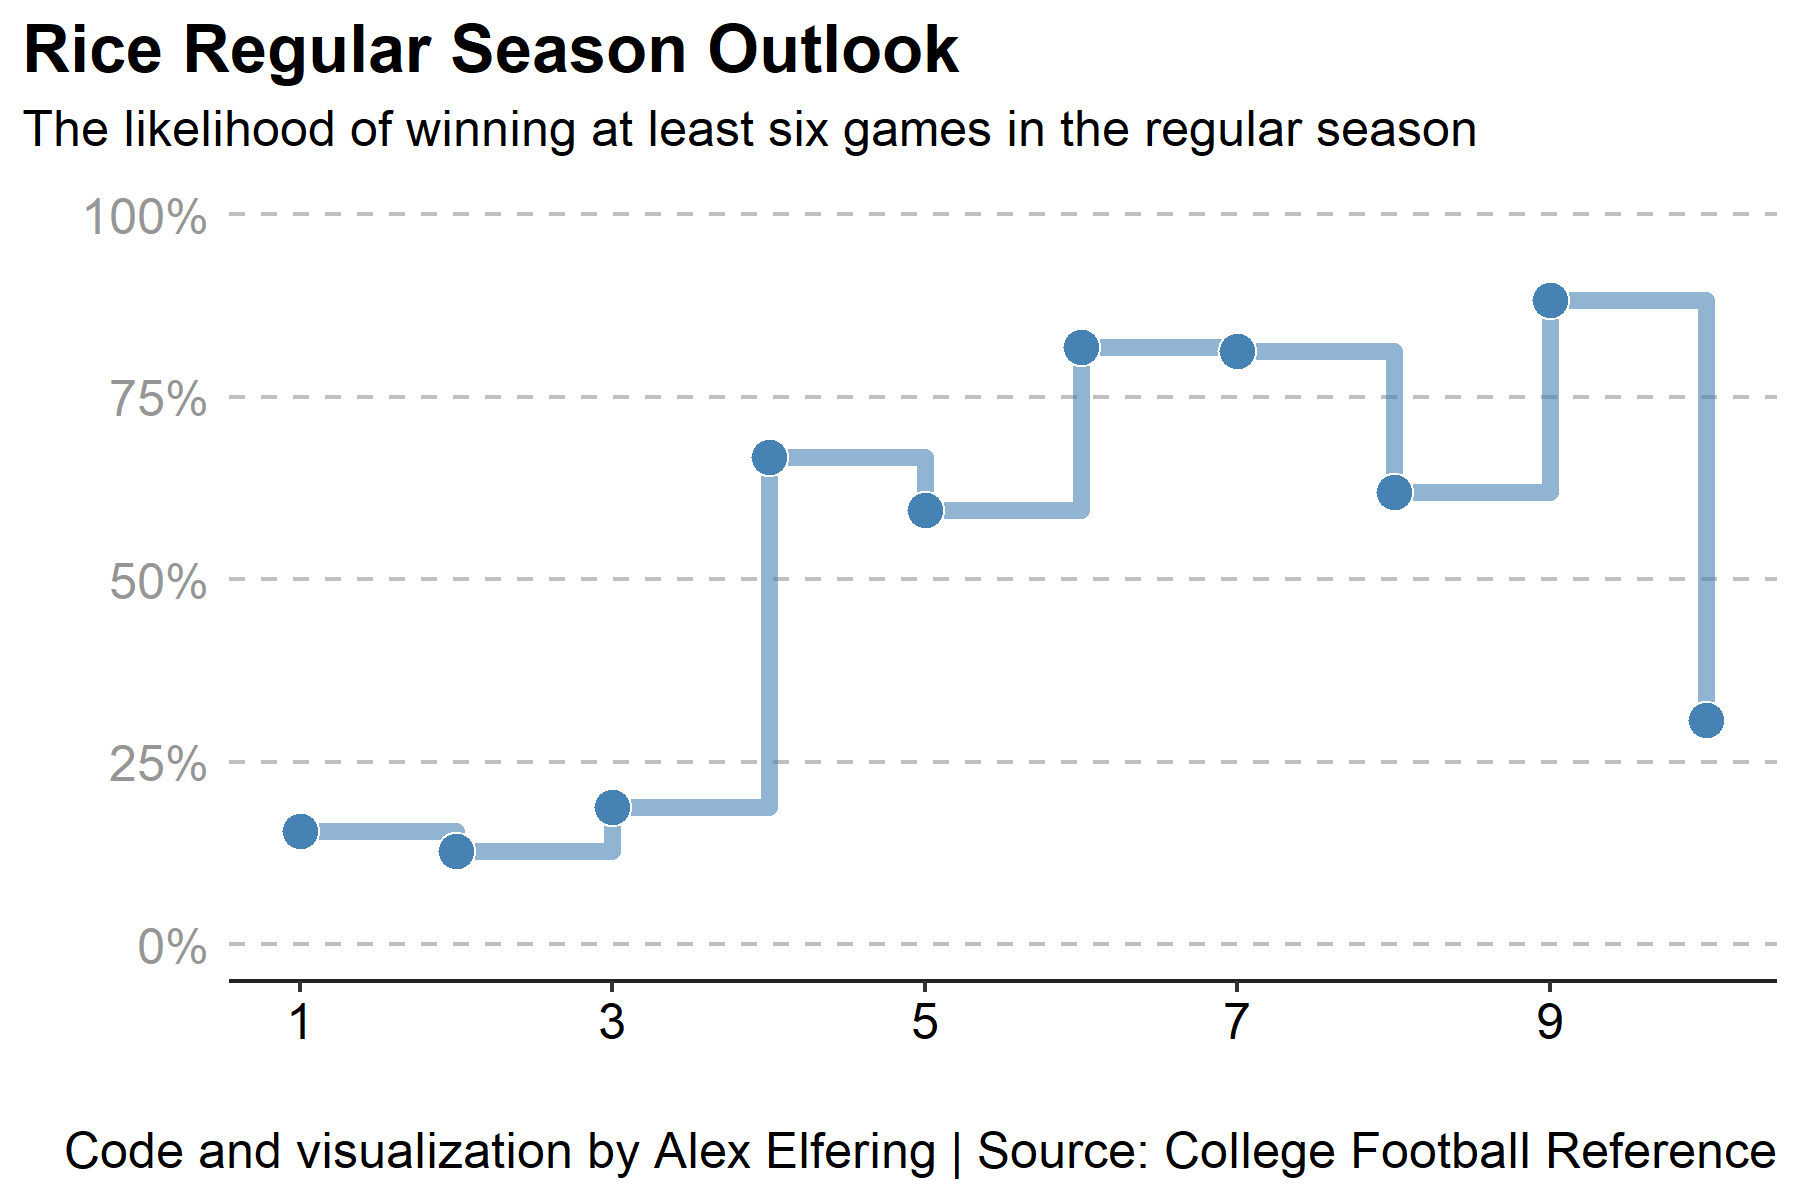 Rice Regular Season Outlook
The likelihood of winning at least six games in the regular season
100%
75%
50%
25%
0%
1 3 5 7 9
Code and visualization by Alex Elfering | Source: College Football Reference